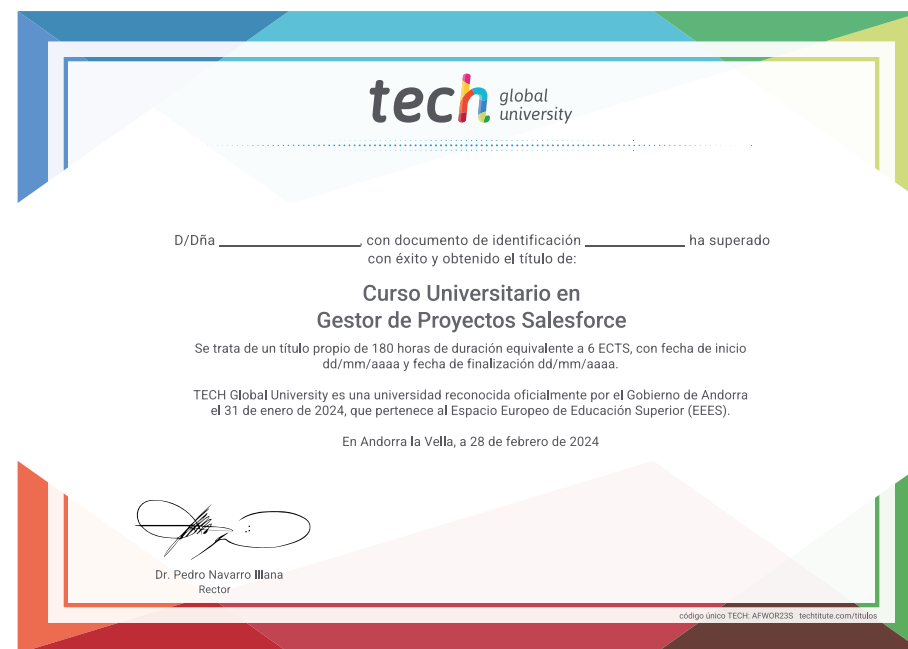 tech global
university
D/Dña ____________________, con documento de identificación ______________ ha superado
con éxito y obtenido el título de:
Curso Universitario en
Gestor de Proyectos Salesforce
Se trata de un título propio de 180 horas de duración equivalente a 6 ECTS, con fecha de inicio
dd/mm/aaaa y fecha de finalización dd/mm/aaaa.
TECH Global University es una universidad reconocida oficialmente por el Gobierno de Andorra
el 31 de enero de 2024, que pertenece al Espacio Europeo de Educación Superior (EEES).
En Andorra la Vella, a 28 de febrero de 2024
Dr. Pedro Navarro Illana
Rector
código único TECH: AFWOR23S techtitute.com/titulos